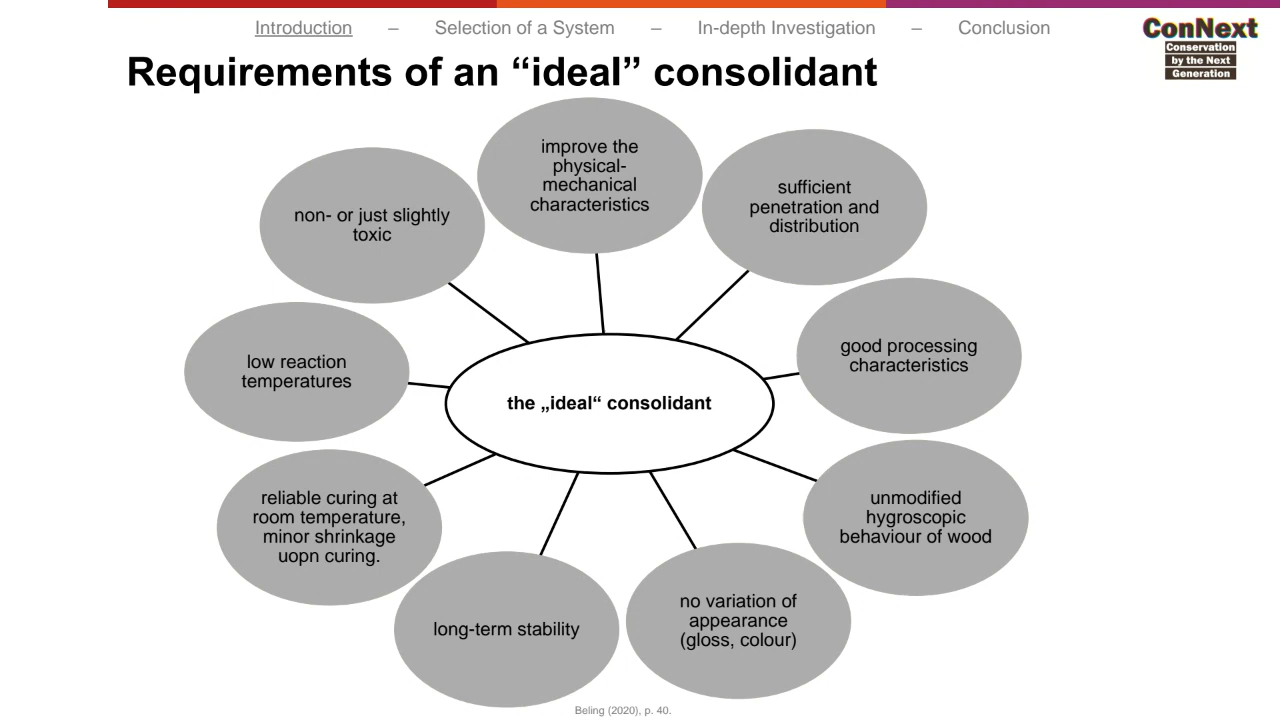 Introduction – Selection of a System – In-depth Investigation – Conclusion
ConNext
Conservation
by the Next
Generation
Requirements of an “ideal” consolidant
improve the
physical-
mechanical
characteristics
sufficient
penetration and
distribution
non- or just slightly
toxic
good processing
characteristics
low reaction
temperatures
the „ideal“ consolidant
unmodified
hygroscopic
behaviour of wood
reliable curing at
room temperature,
minor shrinkage
uopn curing.
no variation of
appearance
(gloss, colour)
long-term stability
Beling (2020), p. 40.